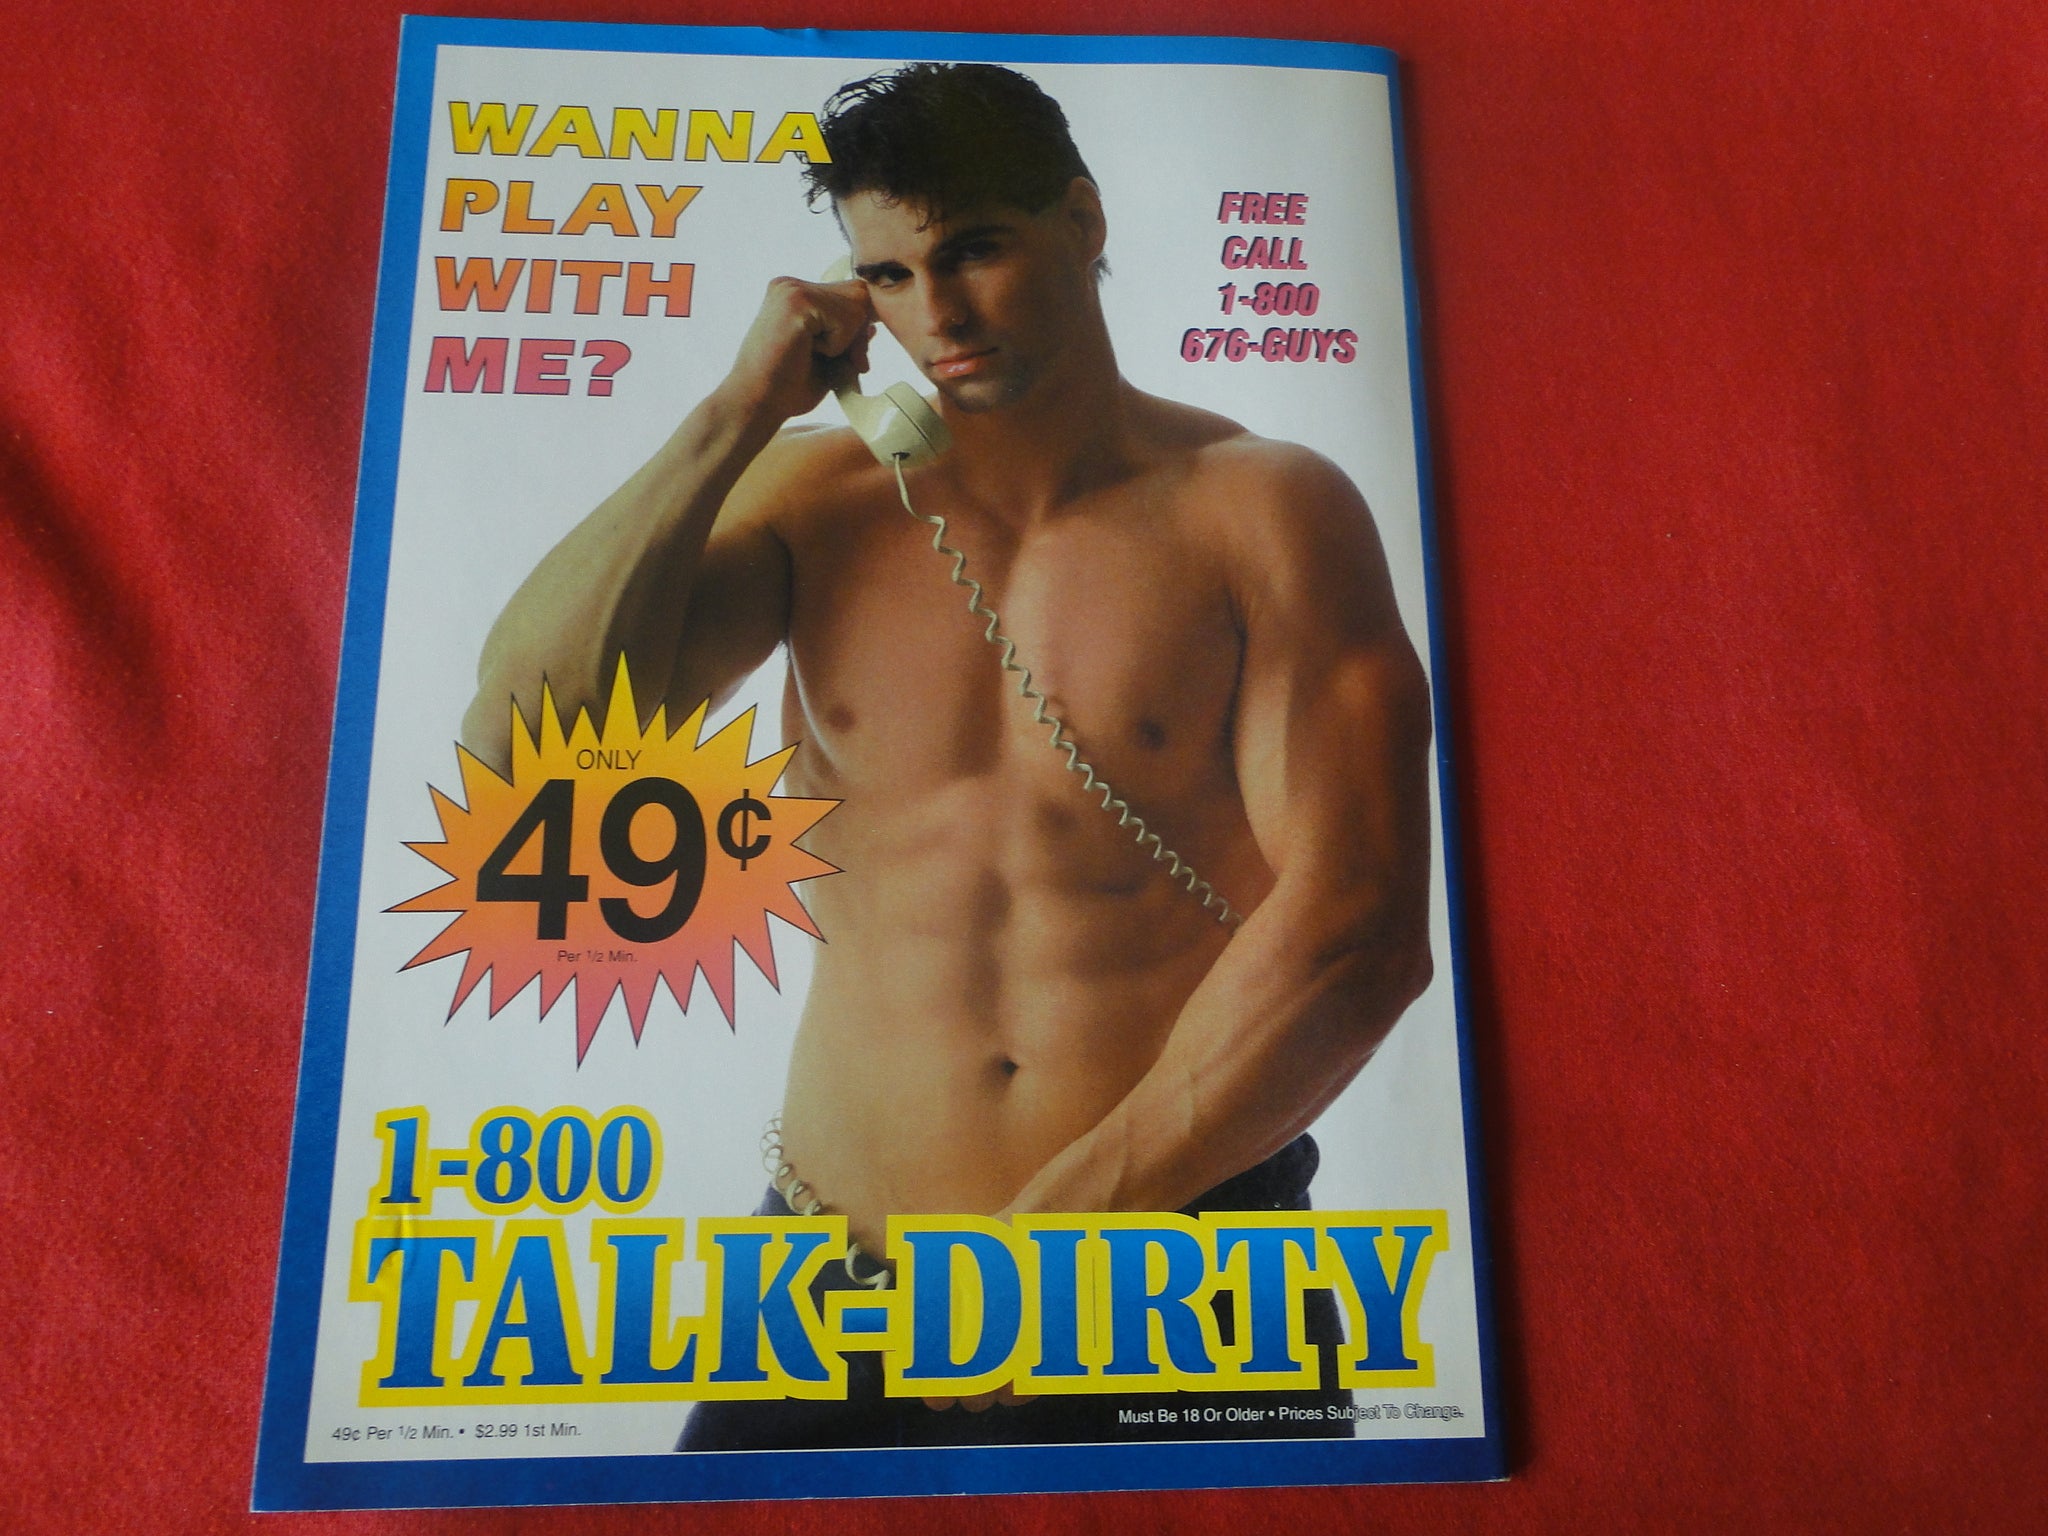 WANNA
PLAY
WITH
ME?
FREE
CALL
1-800
676-GUYS
ONLY
49¢
Per 1/2 Min.
1-800
TALK-DIRTY
49¢ Per 1/2 Min. • $2.99 1st Min.
Must Be 18 Or Older • Prices Subject To Change.